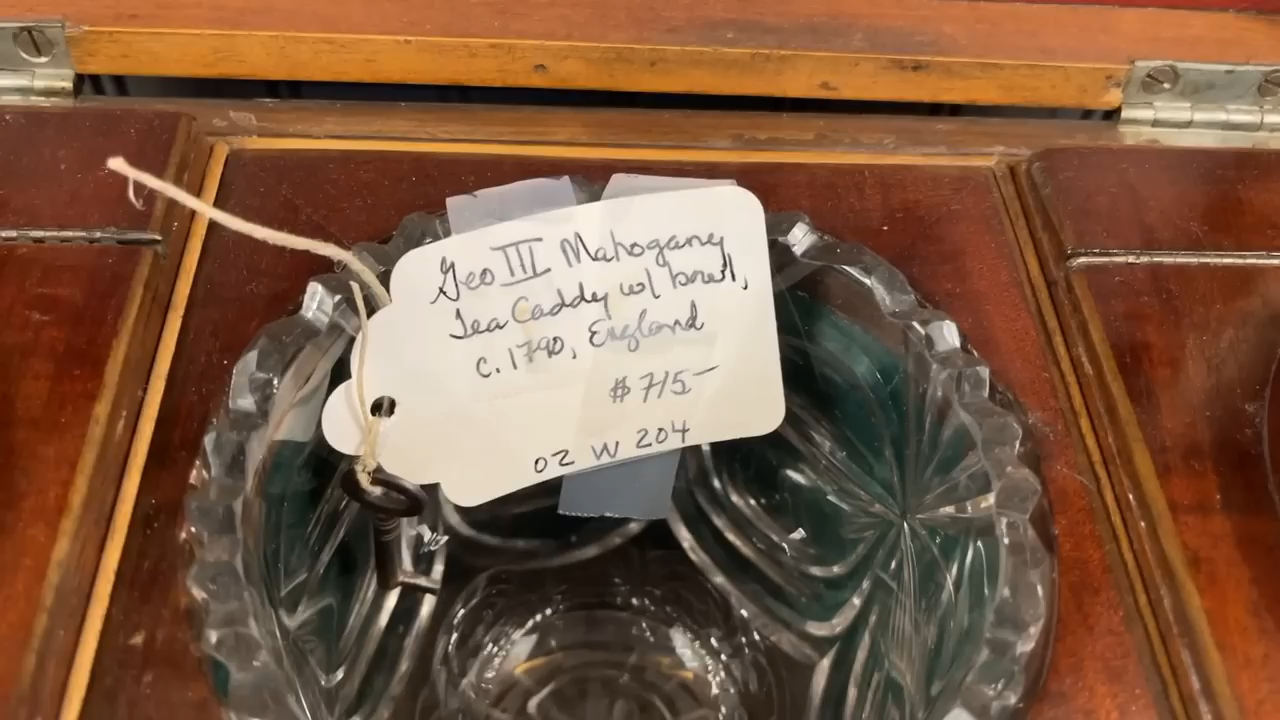 Geo III Mahogany
Tea Caddy w/ bowl,
c. 1790, England
$715-
02 W 204